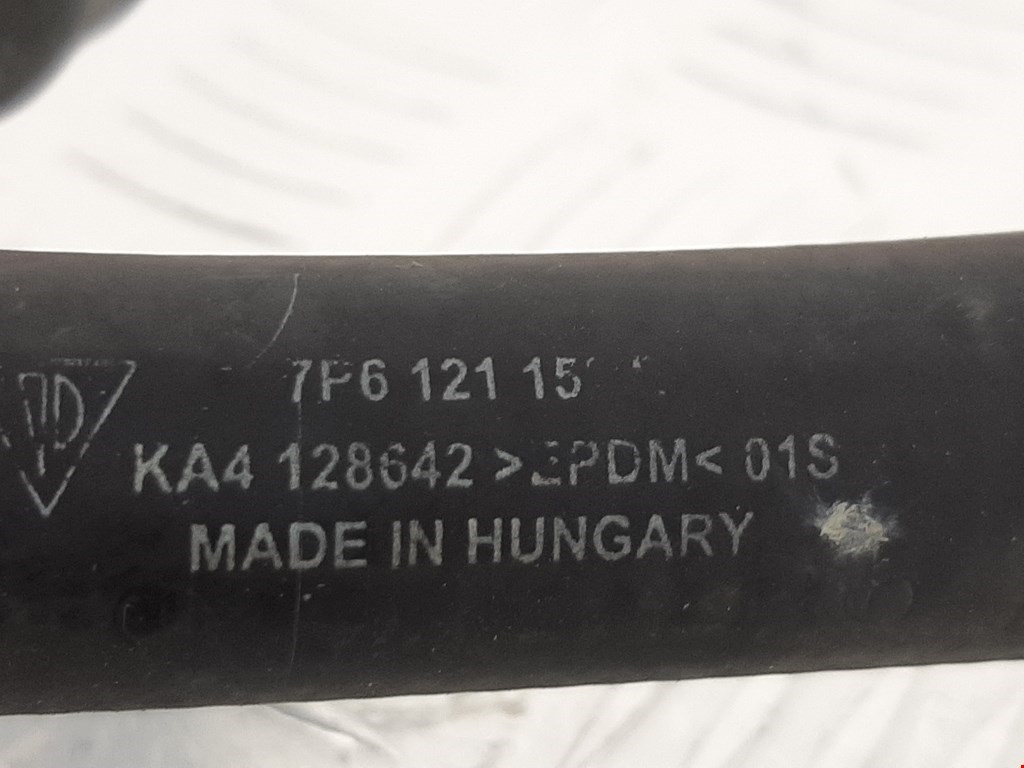 7P6 121 15
KA4 128642 >EPDM< 01S
MADE IN HUNGARY